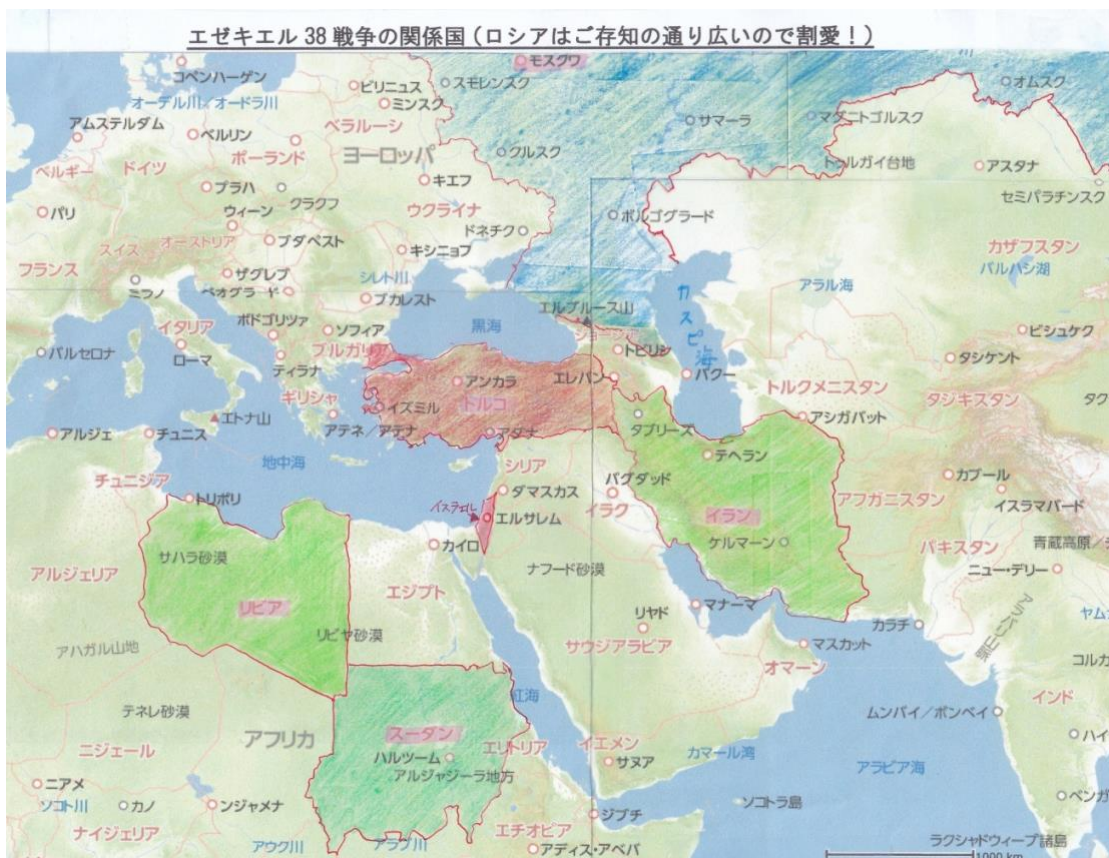 エゼキエル 38 戦争の関係国（ロシアはご存知の通り広いので割愛！）
コペンハーゲン
モスクワ
ビリニュス
スモレンスク
オムスク
オーデル川／オードラ川
ミンスク
アムステルダム
ベルリン
ベラルーシ
サマーラ
マグニトゴルスク
ポーランド
ヨーロッパ
クルスク
トゥルガイ台地
アスタナ
ベルギー
ドイツ
プラハ
クラクフ
キエフ
セミパラチンスク
パリ
ウィーン
ウクライナ
ボルゴグラード
スイス
オーストリア
ブダペスト
ドネチク
キシニョフ
カザフスタン
フランス
ザグレブ
シレト川
バルハシ湖
ミラノ
ベオグラード
ブカレスト
エルブルース山
カスピ海
アラル海
イタリア
ポドゴリツァ
ソフィア
黒海
ビシュケク
バルセロナ
ローマ
ブルガリア
トビリシ
タシケント
ティラナ
アンカラ
エレバン
バクー
トルクメニスタン
ギリシャ
イズミル
トルコ
アシガバット
タジキスタン
エトナ山
アルジェ
チュニス
アテネ／アテナ
アダナ
タブリーズ
テヘラン
地中海
シリア
カブール
チュニジア
トリポリ
ダマスカス
バグダッド
アフガニスタン
イスラマバード
イスラエル
エルサレム
イラク
イラン
サハラ砂漠
カイロ
ケルマーン
パキスタン
青蔵高原／チ
アルジェリア
エジプト
ナフード砂漠
ニュー・デリー
リビア
リヤド
マナーマ
カラチ
リビヤ砂漠
サウジアラビア
マスカット
アハガル山地
オマーン
テネレ砂漠
紅海
インド
スーダン
ムンバイ／ボンベイ
ニジェール
アフリカ
エリトリア
イエメン
カマール湾
ハルツーム
サヌア
アラビア海
アルジャジーラ地方
ニアメ
ソコト川
カノ
ンジャメナ
ジブチ
ソコトラ島
ナイジェリア
エチオピア
アウク川
アラブ川
アディス・アベバ
ラクシャドウィープ諸島
1000 km